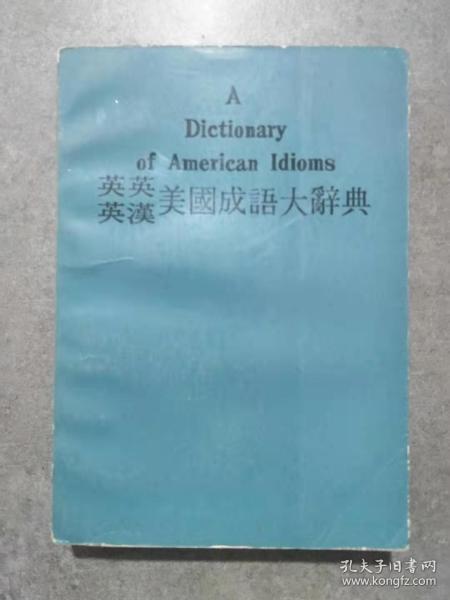 A
Dictionary
of American Idioms
英英
英漢
美國成語大辭典
孔夫子旧书网
www.kongfz.com